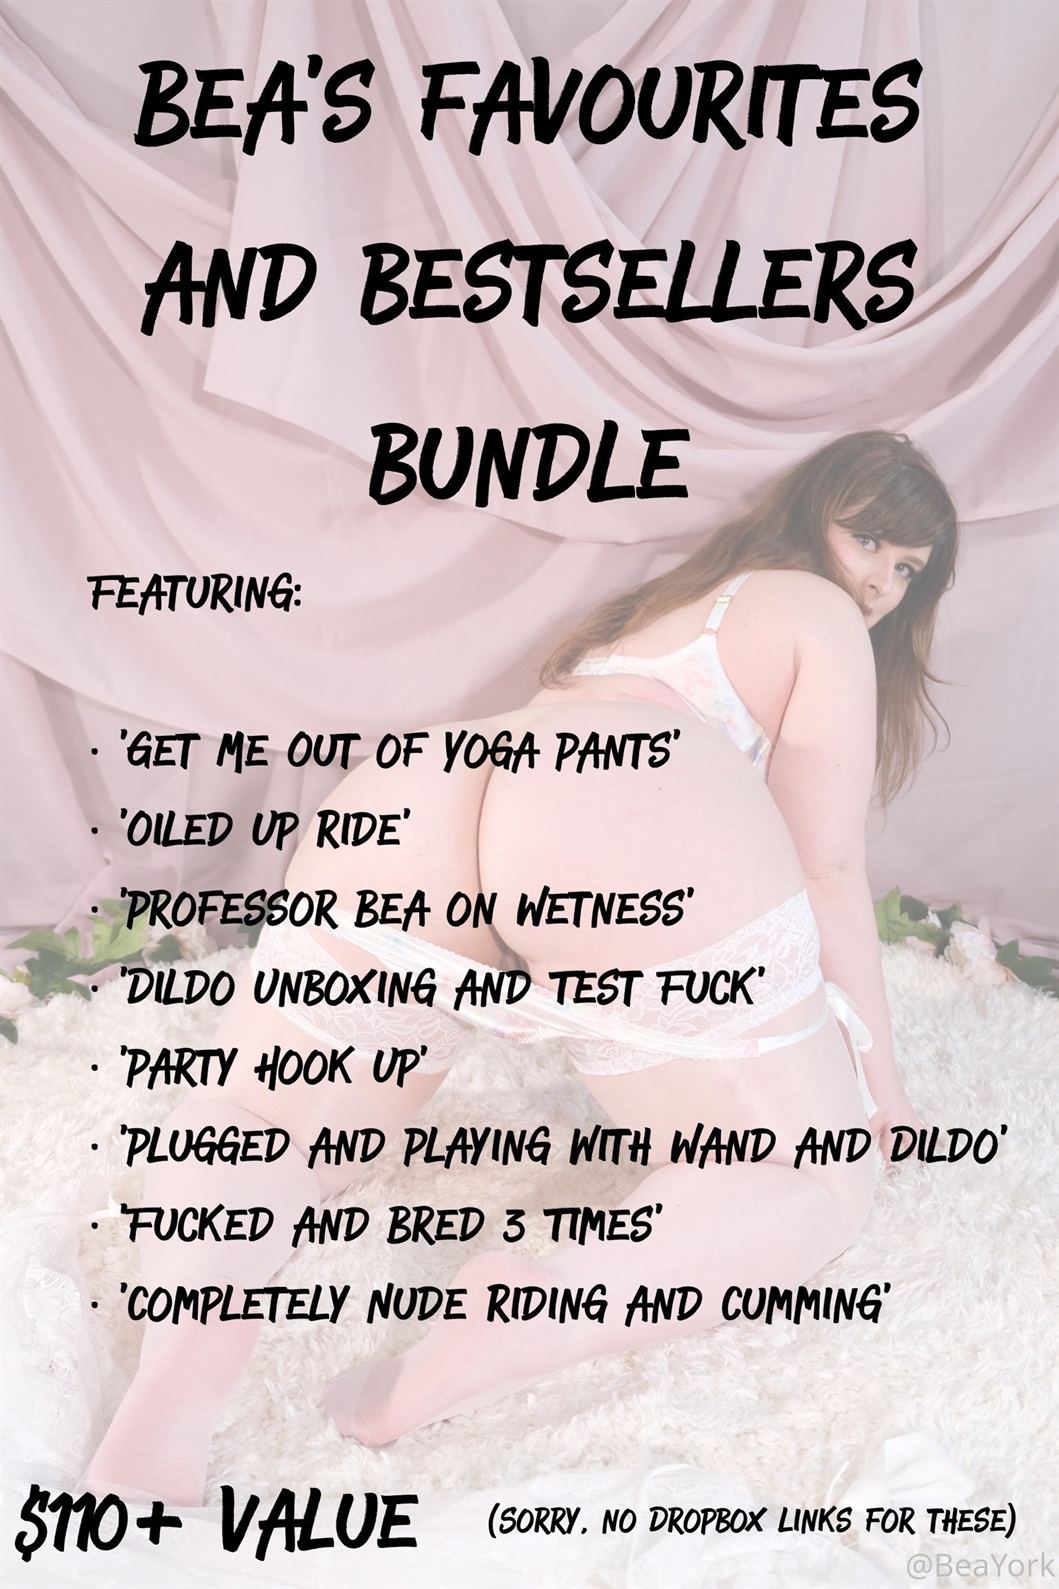 BEA'S FAVOURITES
AND BESTSELLERS
BUNDLE
FEATURING:
· 'GET ME OUT OF YOGA PANTS'
· 'OILED UP RIDE'
· 'PROFESSOR BEA ON WETNESS'
· 'DILDO UNBOXING AND TEST FUCK'
· 'PARTY HOOK UP'
· 'PLUGGED AND PLAYING WITH WAND AND DILDO'
· 'FUCKED AND BRED 3 TIMES'
· 'COMPLETELY NUDE RIDING AND CUMMING'
$110+ VALUE (SORRY, NO DROPBOX LINKS FOR THESE)
@BeaYork